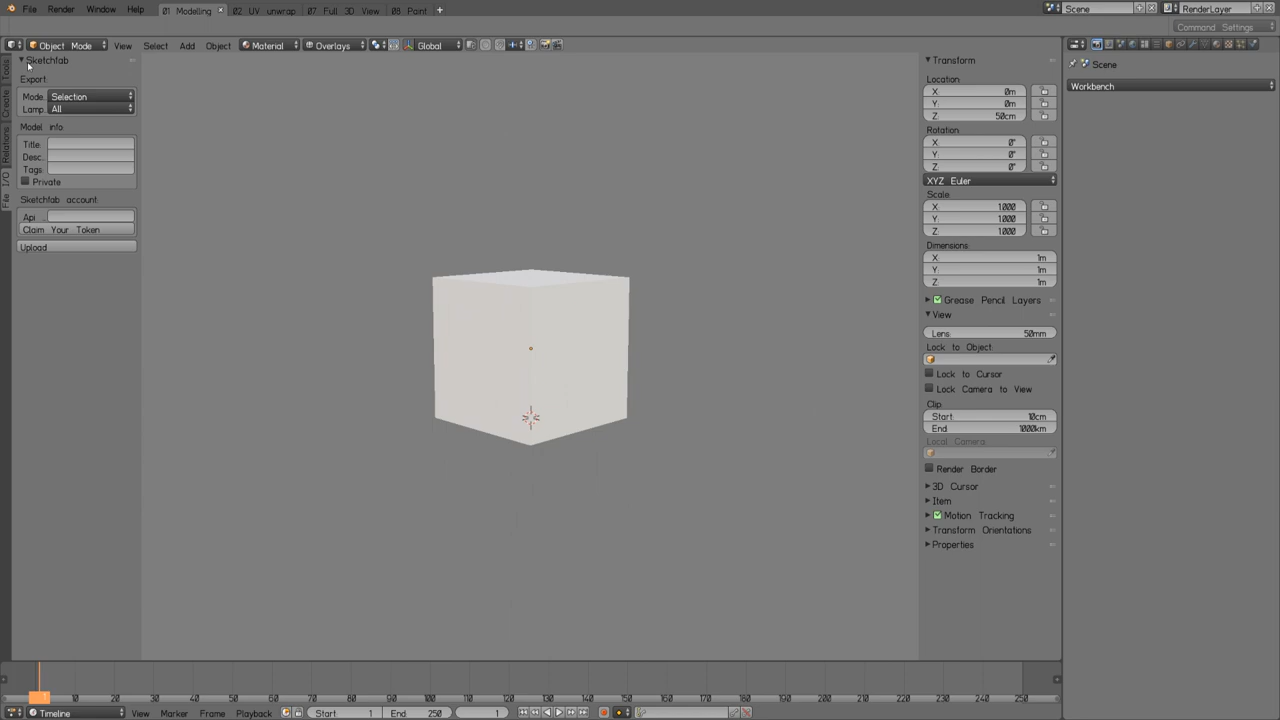 File Render Window Help 01 Modelling 02 UV unwrap 07 Full 3D View 08 Paint Scene RenderLayer
Command Settings
Object Mode View Select Add Object Material Overlays Global
Sketchfab
Export:
Mode: Selection
Lamp: All
Model info:
Title:
Desc..
Tags:
Private
Sketchfab account:
Api ..
Claim Your Token
Upload
Tools
Create
Relations
File I/O
Transform
Location:
X: 0m
Y: 0m
Z: 50cm
Rotation:
X: 0°
Y: 0°
Z: 0°
XYZ Euler
Scale:
X: 1.000
Y: 1.000
Z: 1.000
Dimensions:
X: 1m
Y: 1m
Z: 1m
Grease Pencil Layers
View
Lens: 50mm
Lock to Object:
Lock to Cursor
Lock Camera to View
Clip:
Start: 10cm
End: 1000km
Local Camera:
Render Border
3D Cursor
Item
Motion Tracking
Transform Orientations
Properties
Scene
Workbench
1 10 20 30 40 50 60 70 80 90 100 110 120 130 140 150 160 170 180 190 200 210 220 230 240 250
Timeline View Marker Frame Playback Start: 1 End: 250 1